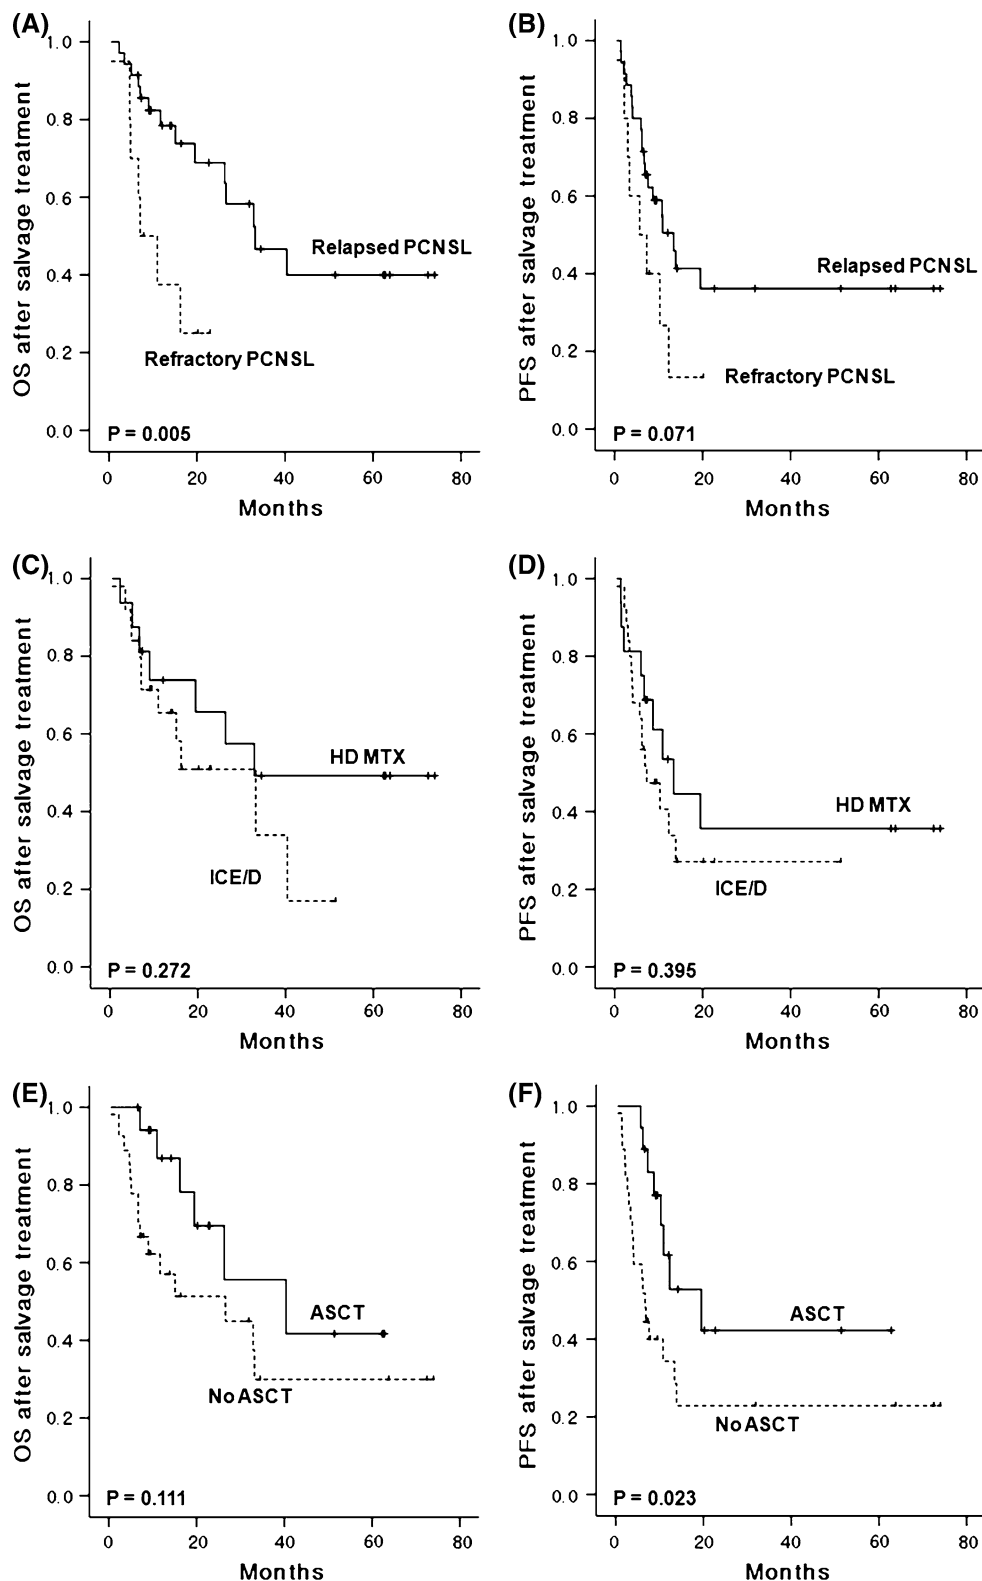 (A)
OS after salvage treatment
1.0
0.8
0.6
0.4
0.2
0.0
Relapsed PCNSL
Refractory PCNSL
P = 0.005
0 20 40 60 80
Months
(B)
PFS after salvage treatment
1.0
0.8
0.6
0.4
0.2
0.0
Relapsed PCNSL
Refractory PCNSL
P = 0.071
0 20 40 60 80
Months
(C)
OS after salvage treatment
1.0
0.8
0.6
0.4
0.2
0.0
HD MTX
ICE/D
P = 0.272
0 20 40 60 80
Months
(D)
PFS after salvage treatment
1.0
0.8
0.6
0.4
0.2
0.0
HD MTX
ICE/D
P = 0.395
0 20 40 60 80
Months
(E)
OS after salvage treatment
1.0
0.8
0.6
0.4
0.2
0.0
ASCT
No ASCT
P = 0.111
0 20 40 60 80
Months
(F)
PFS after salvage treatment
1.0
0.8
0.6
0.4
0.2
0.0
ASCT
No ASCT
P = 0.023
0 20 40 60 80
Months